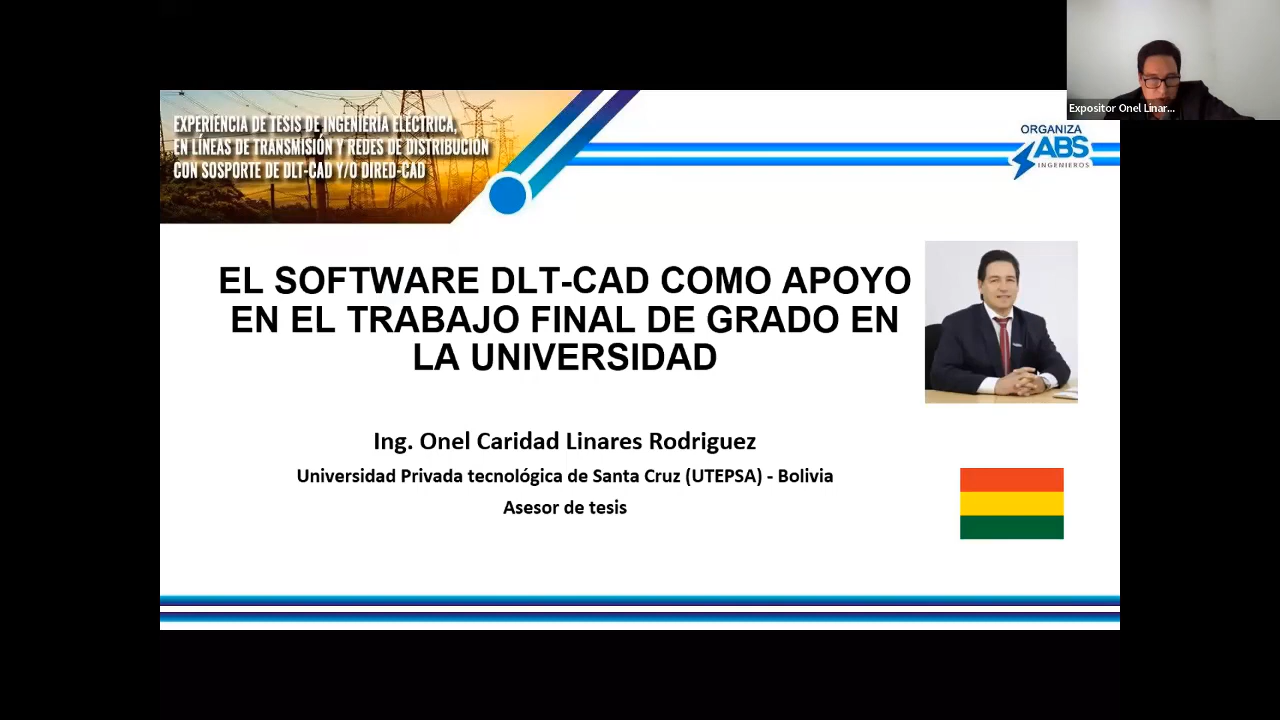 Expositor Onel Linar...
EXPERIENCIA DE TESIS DE INGENIERÍA ELÉCTRICA,
EN LÍNEAS DE TRANSMISIÓN Y REDES DE DISTRIBUCIÓN
CON SOSPORTE DE DLT-CAD Y/O DIRED-CAD
ORGANIZA
ABS
INGENIEROS
EL SOFTWARE DLT-CAD COMO APOYO
EN EL TRABAJO FINAL DE GRADO EN
LA UNIVERSIDAD
Ing. Onel Caridad Linares Rodriguez
Universidad Privada tecnológica de Santa Cruz (UTEPSA) - Bolivia
Asesor de tesis